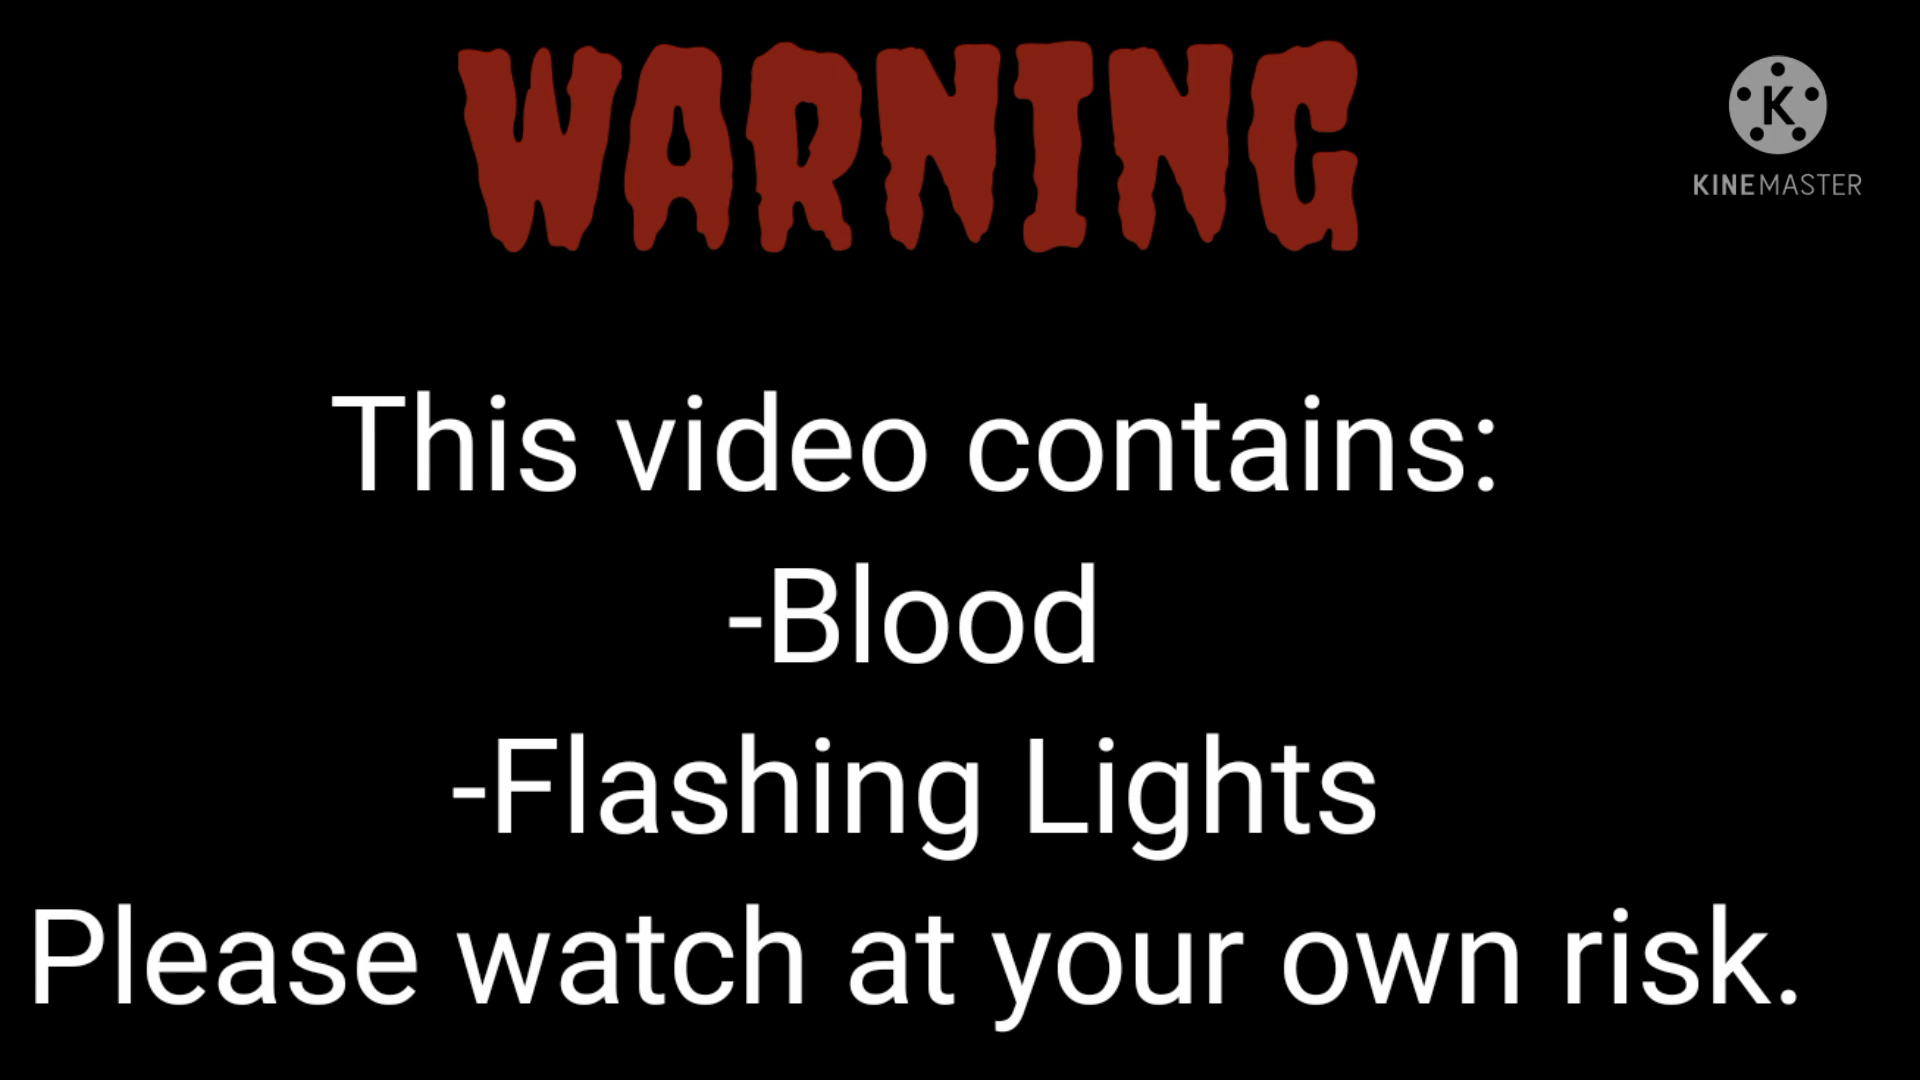 WARNING
K
KINEMASTER
This video contains:
-Blood
-Flashing Lights
Please watch at your own risk.